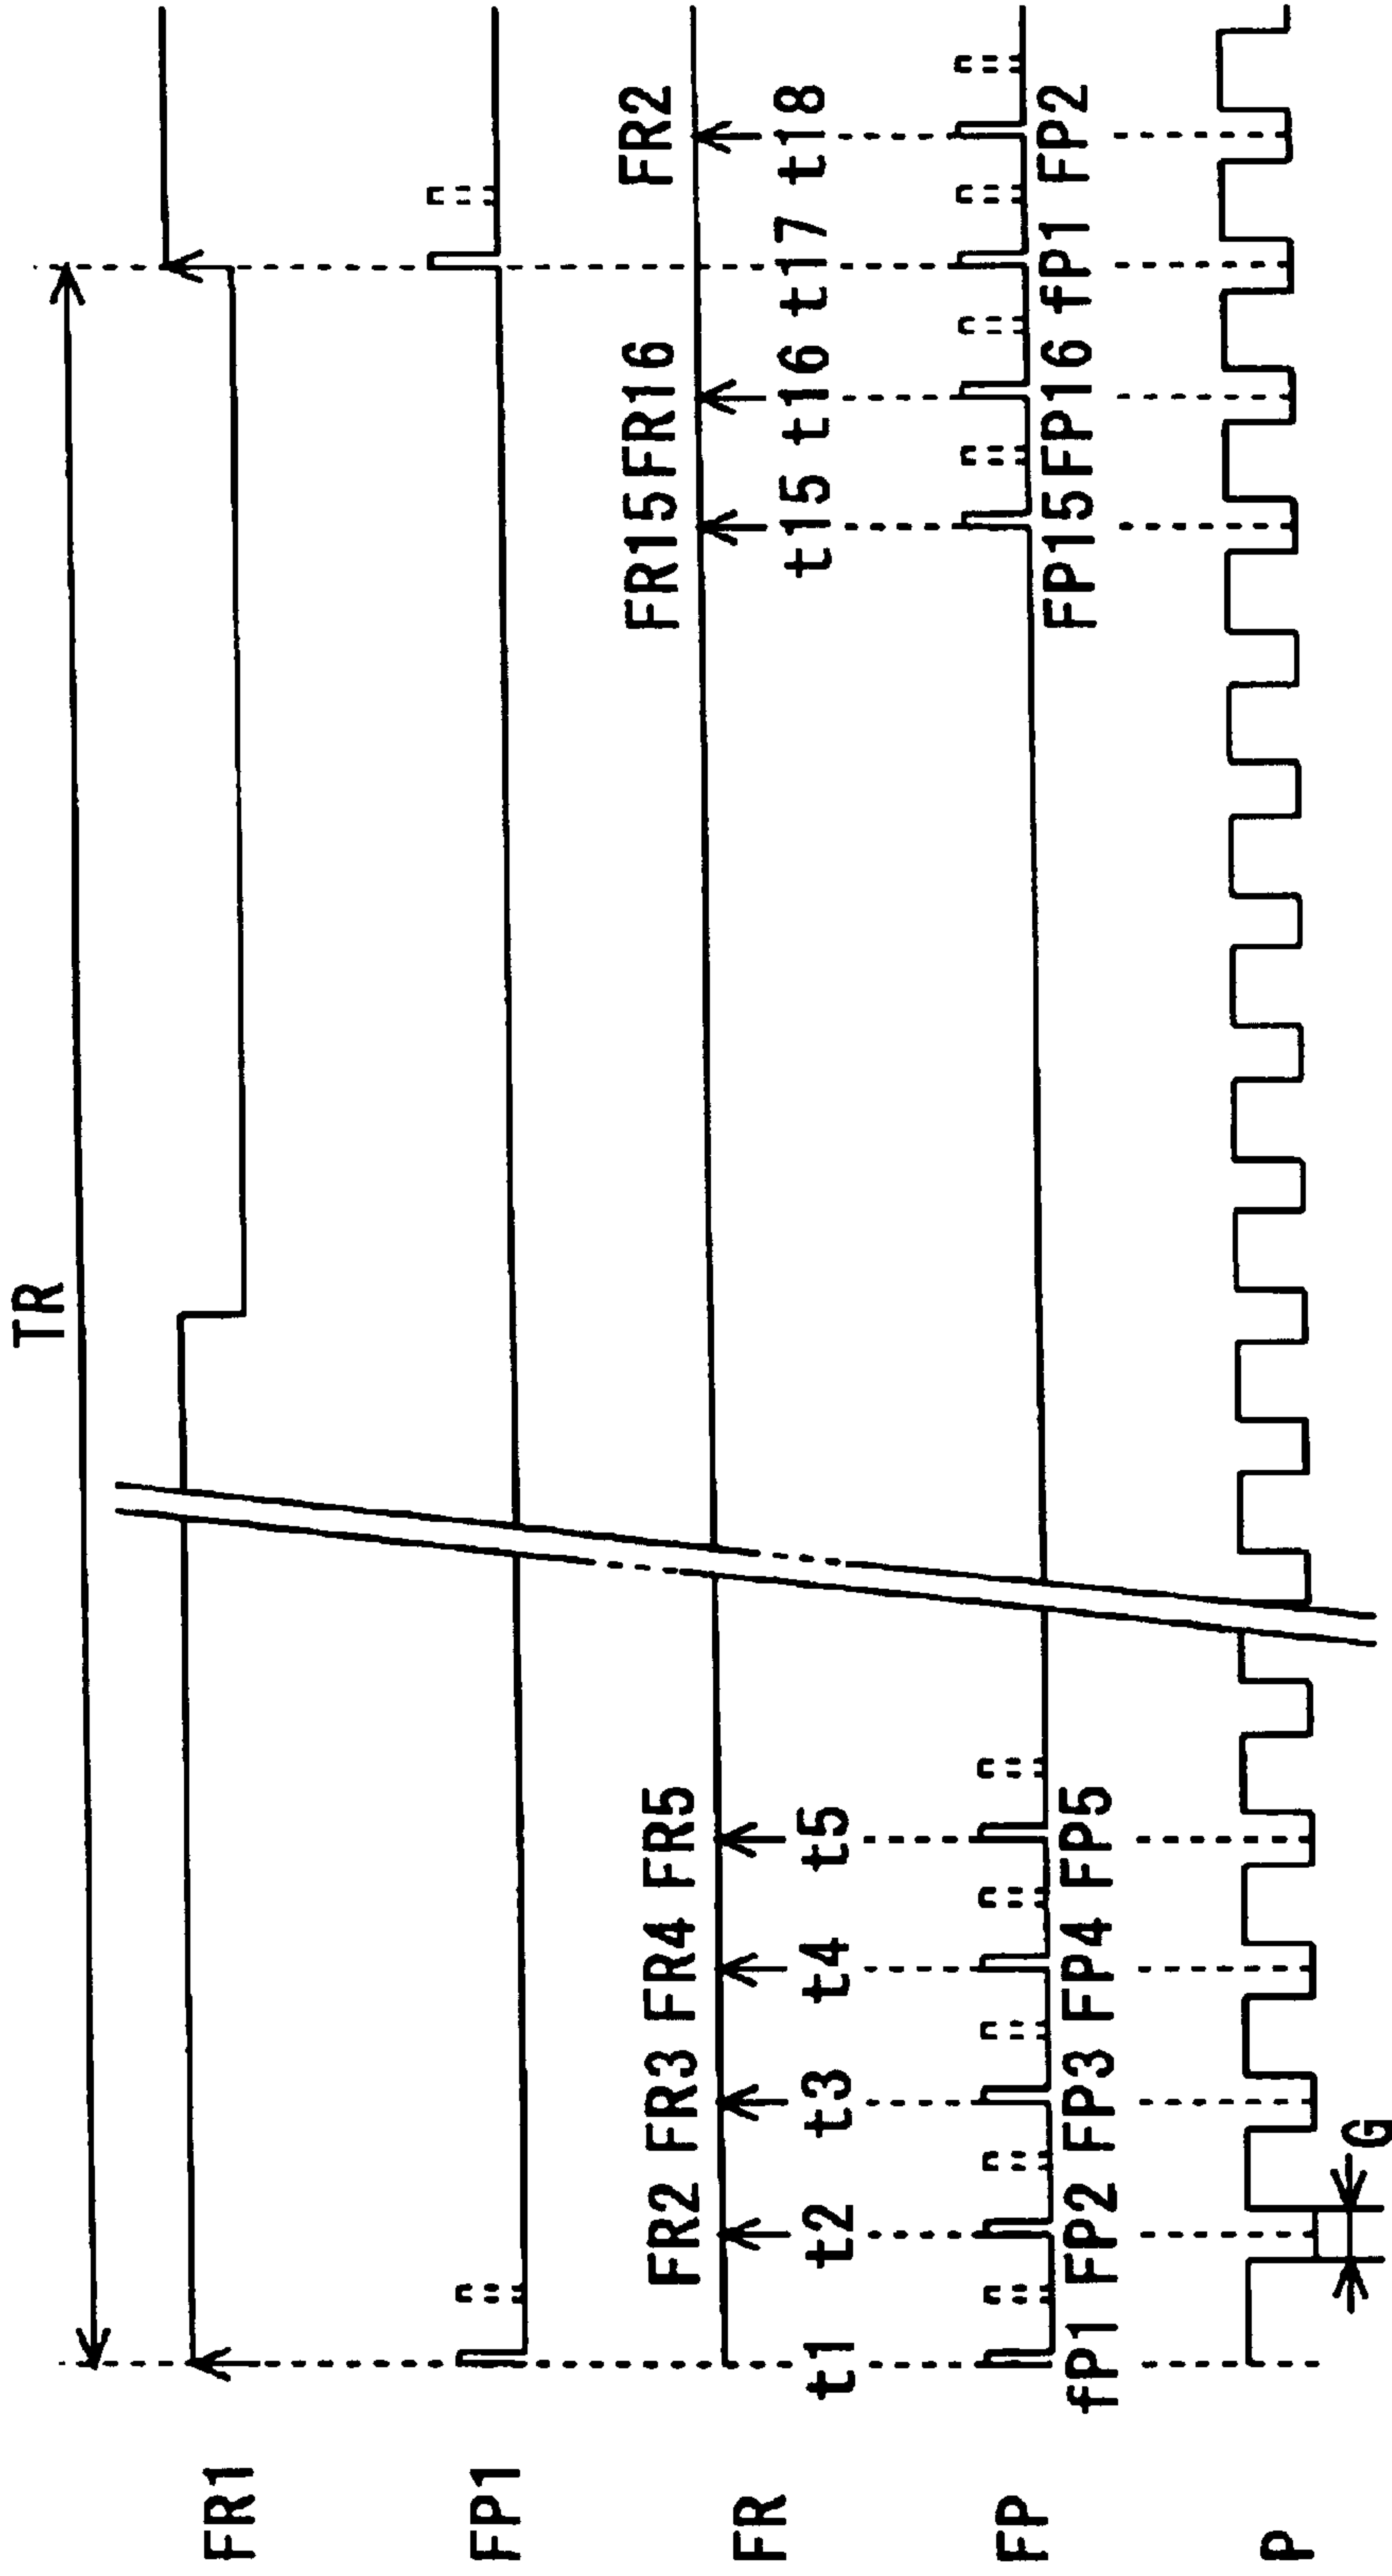 TR
FR1
FP1
FR2 FR3 FR4 FR5 FR15 FR16 FR2
FR
t1 t2 t3 t4 t5 t15 t16 t17 t18
FP
fP1 FP2 FP3 FP4 FP5 FP15 FP16 fP1 FP2
P
G